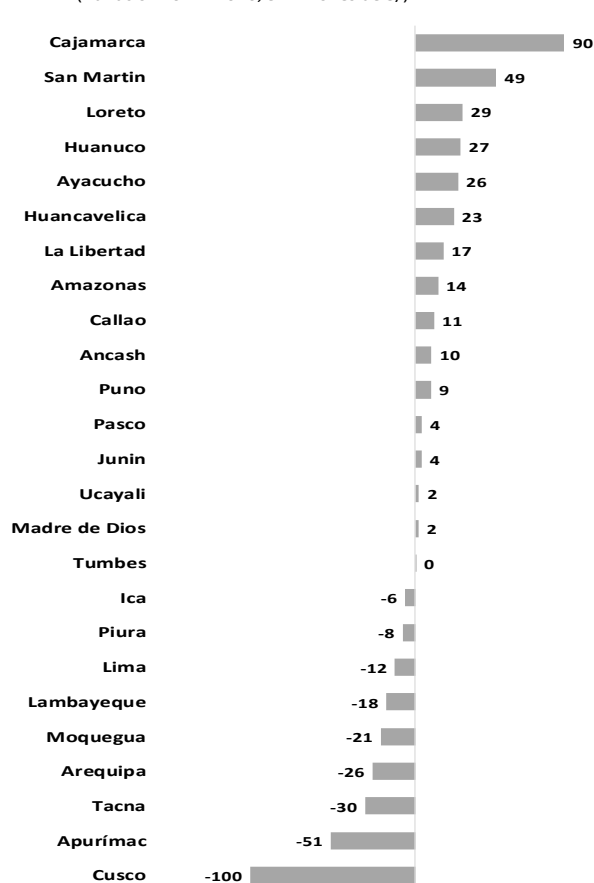 Cajamarca 90
San Martin 49
Loreto 29
Huanuco 27
Ayacucho 26
Huancavelica 23
La Libertad 17
Amazonas 14
Callao 11
Ancash 10
Puno 9
Pasco 4
Junin 4
Ucayali 2
Madre de Dios 2
Tumbes 0
Ica -6
Piura -8
Lima -12
Lambayeque -18
Moquegua -21
Arequipa -26
Tacna -30
Apurímac -51
Cusco -100